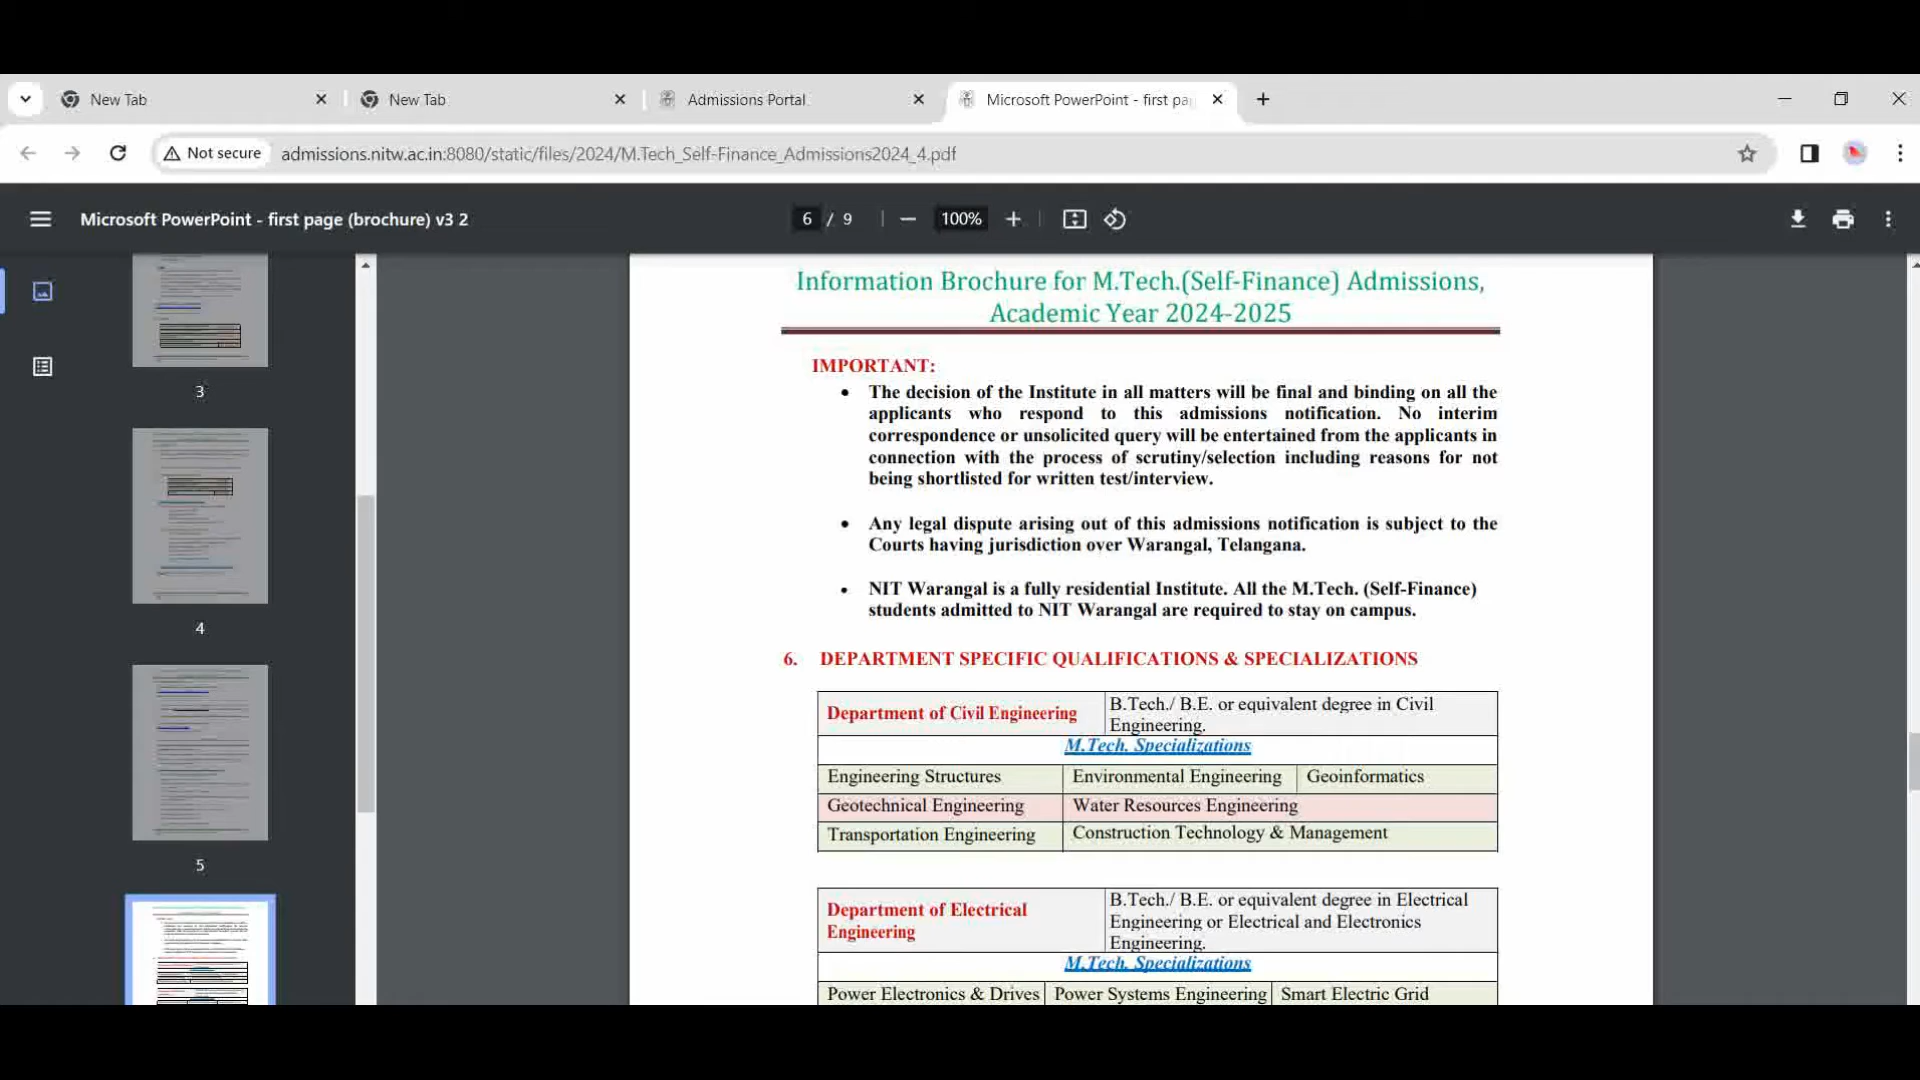 New Tab
New Tab
Admissions Portal
Microsoft PowerPoint - first pa
Not secure
admissions.nitw.ac.in:8080/static/files/2024/M.Tech_Self-Finance_Admissions2024_4.pdf
Microsoft PowerPoint - first page (brochure) v3 2
6 / 9
100%
3
4
5
Information Brochure for M.Tech.(Self-Finance) Admissions,
Academic Year 2024-2025
IMPORTANT:
• The decision of the Institute in all matters will be final and binding on all the
applicants who respond to this admissions notification. No interim
correspondence or unsolicited query will be entertained from the applicants in
connection with the process of scrutiny/selection including reasons for not
being shortlisted for written test/interview.
• Any legal dispute arising out of this admissions notification is subject to the
Courts having jurisdiction over Warangal, Telangana.
• NIT Warangal is a fully residential Institute. All the M.Tech. (Self-Finance)
students admitted to NIT Warangal are required to stay on campus.
6. DEPARTMENT SPECIFIC QUALIFICATIONS & SPECIALIZATIONS
Department of Civil Engineering
B.Tech./ B.E. or equivalent degree in Civil
Engineering.
M.Tech. Specializations
Engineering Structures Environmental Engineering Geoinformatics
Geotechnical Engineering Water Resources Engineering
Transportation Engineering Construction Technology & Management
Department of Electrical
Engineering
B.Tech./ B.E. or equivalent degree in Electrical
Engineering or Electrical and Electronics
Engineering.
M.Tech. Specializations
Power Electronics & Drives Power Systems Engineering Smart Electric Grid